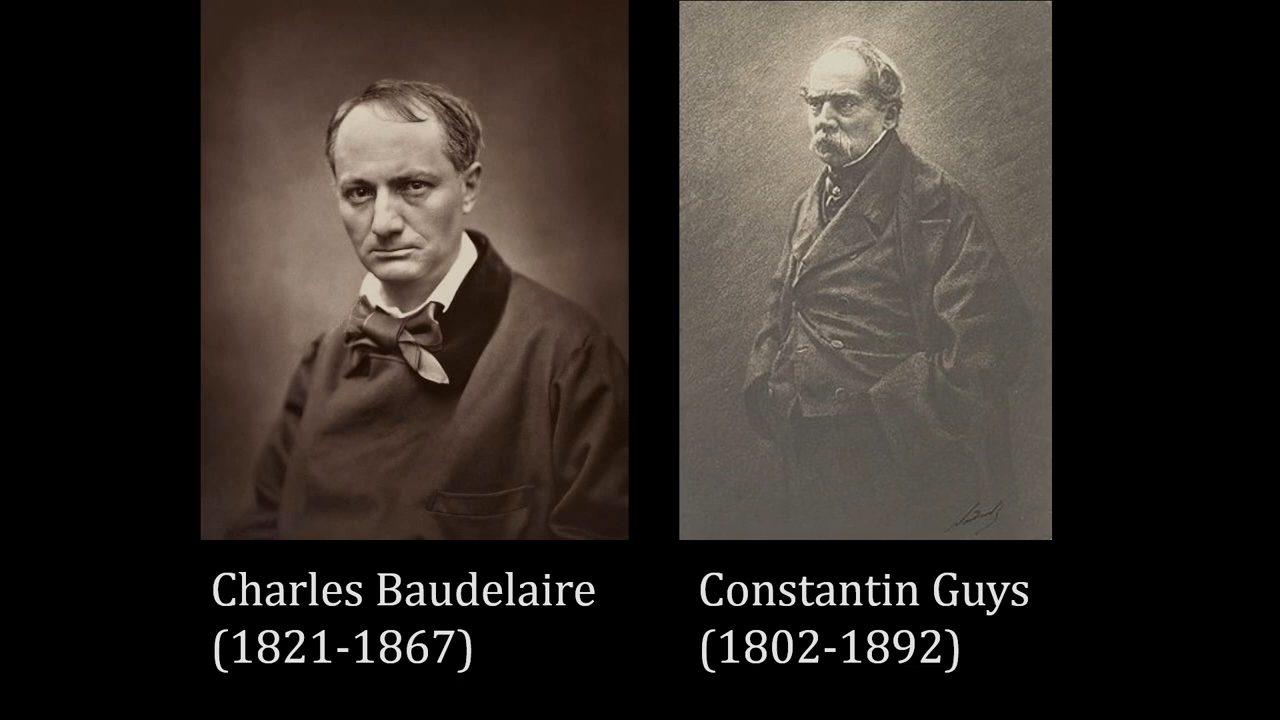 Charles Baudelaire
(1821-1867)
Constantin Guys
(1802-1892)